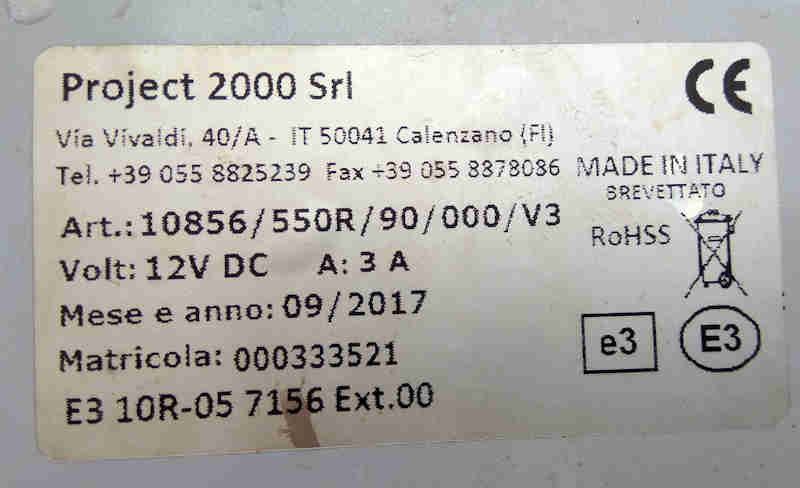 Project 2000 Srl
CE
Via Vivaldi, 40/A - IT 50041 Calenzano (FI)
Tel. +39 055 8825239 Fax +39 055 8878086
MADE IN ITALY
BREVETTATO
Art.: 10856/550R/90/000/V3
RoHSS
Volt: 12V DC A: 3 A
Mese e anno: 09/2017
e3
E3
Matricola: 000333521
E3 10R-05 7156 Ext.00